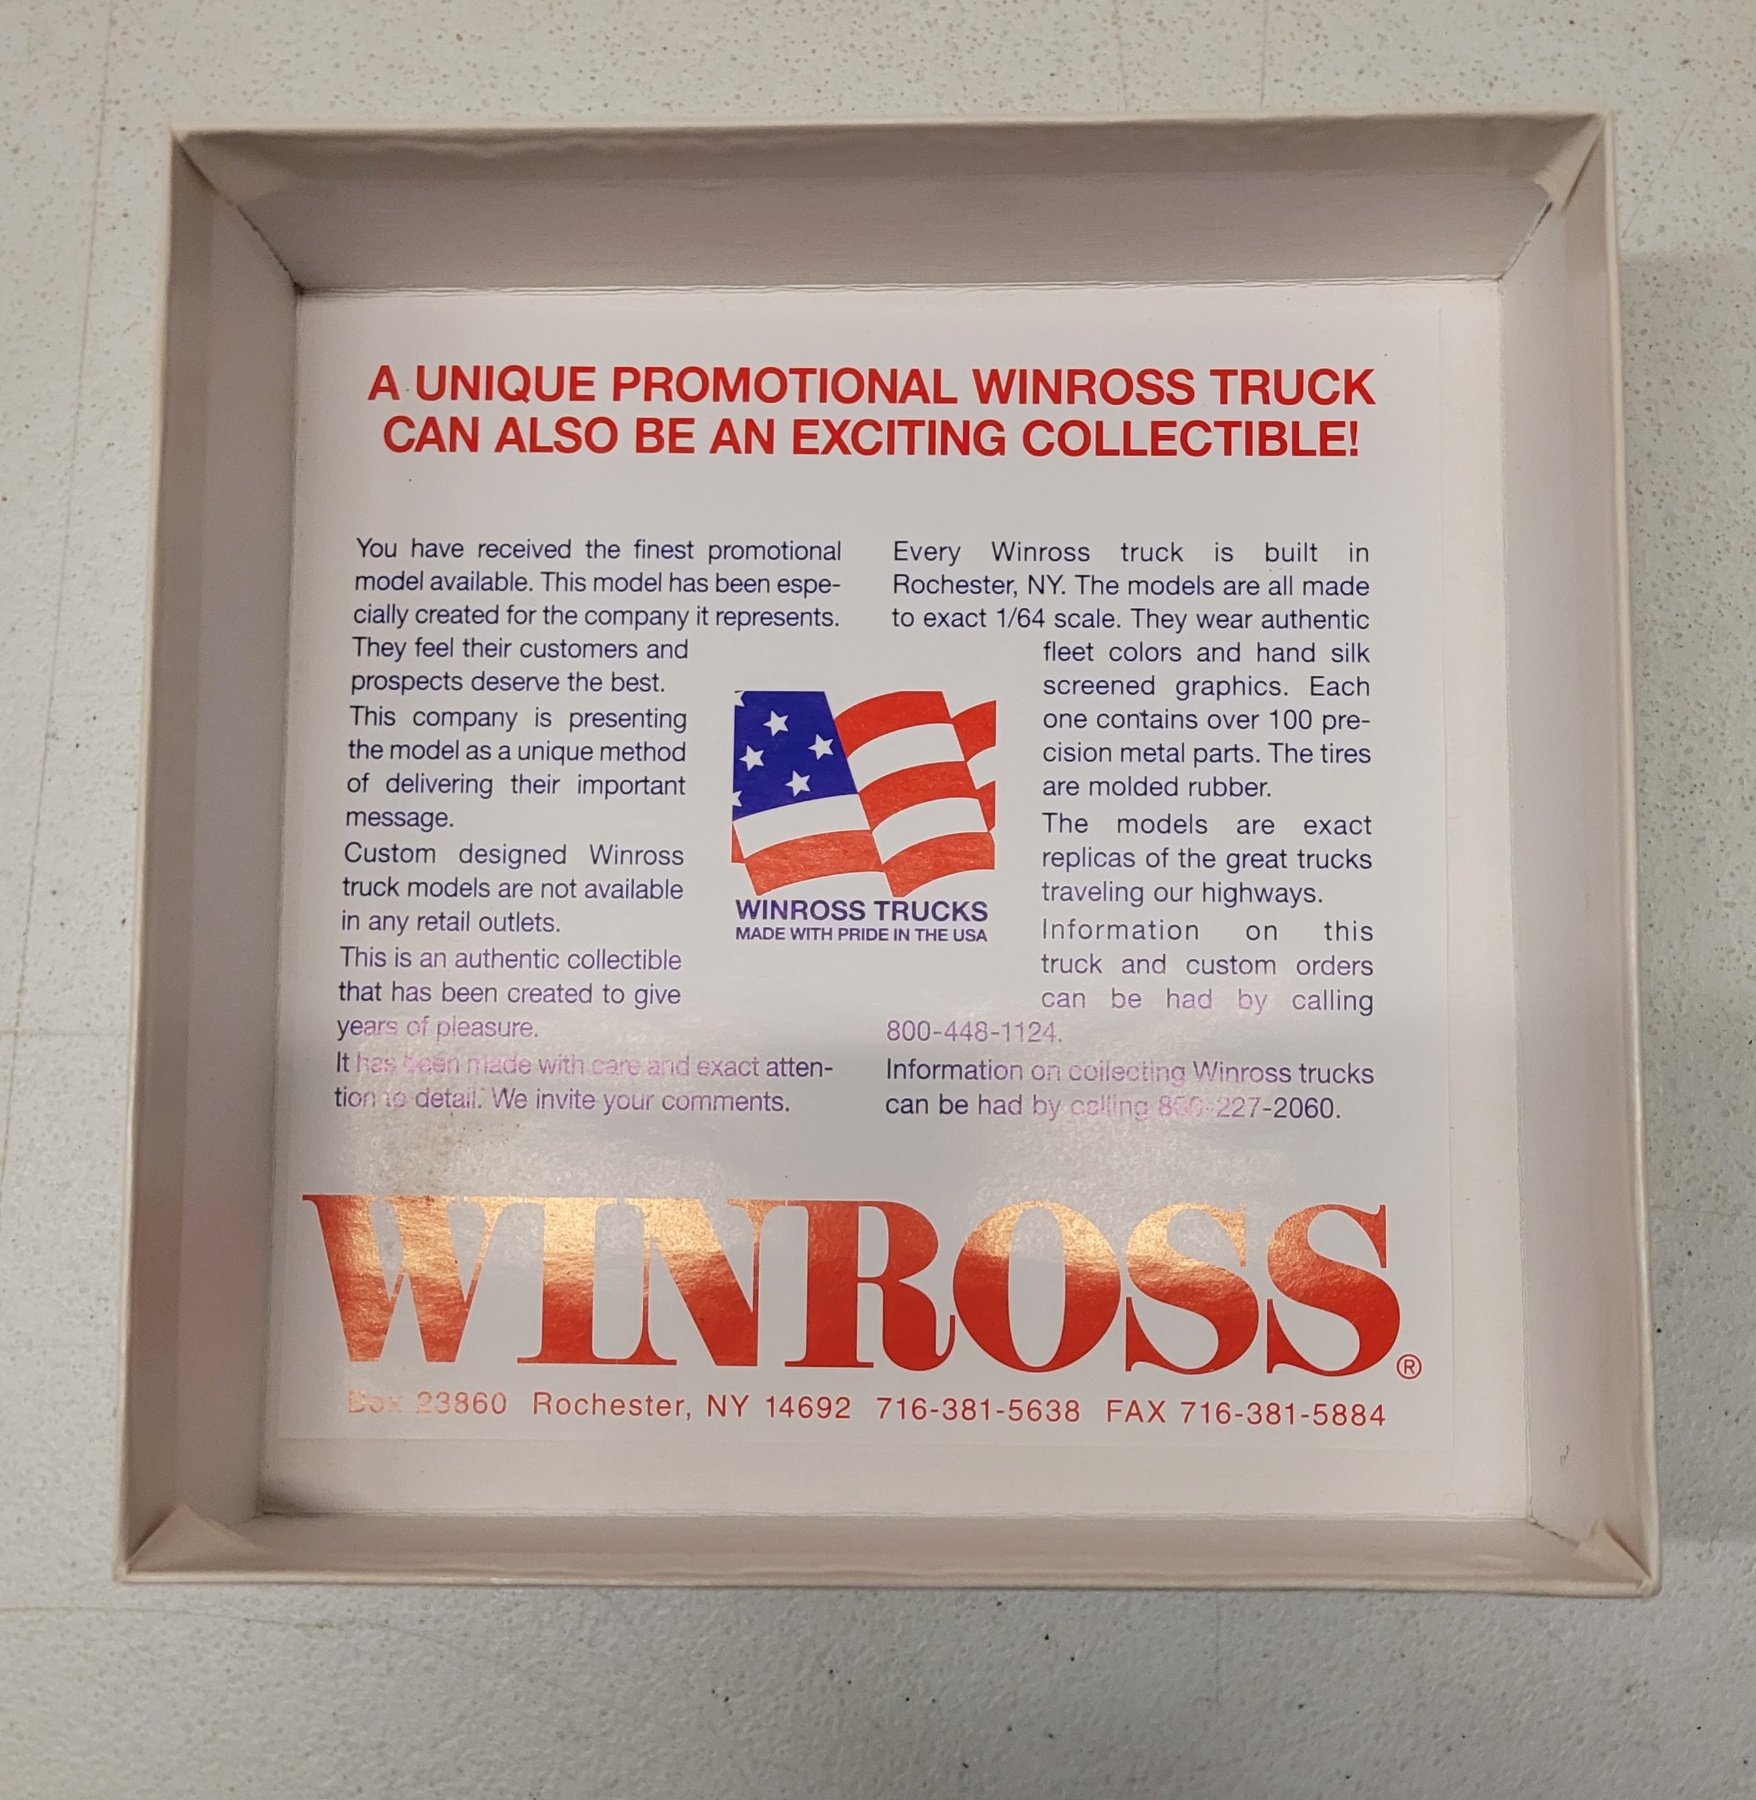 A UNIQUE PROMOTIONAL WINROSS TRUCK
CAN ALSO BE AN EXCITING COLLECTIBLE!
You have received the finest promotional
model available. This model has been espe-
cially created for the company it represents.
They feel their customers and
prospects deserve the best.
This company is presenting
the model as a unique method
of delivering their important
message.
Custom designed Winross
truck models are not available
in any retail outlets.
This is an authentic collectible
that has been created to give
years of pleasure.
It has been made with care and exact atten-
tion to detail. We invite your comments.
WINROSS TRUCKS
MADE WITH PRIDE IN THE USA
Every Winross truck is built in
Rochester, NY. The models are all made
to exact 1/64 scale. They wear authentic
fleet colors and hand silk
screened graphics. Each
one contains over 100 pre-
cision metal parts. The tires
are molded rubber.
The models are exact
replicas of the great trucks
traveling our highways.
Information on this
truck and custom orders
can be had by calling
800-448-1124.
Information on collecting Winross trucks
can be had by calling 800-227-2060.
WINROSS®
Box 23860 Rochester, NY 14692 716-381-5638 FAX 716-381-5884